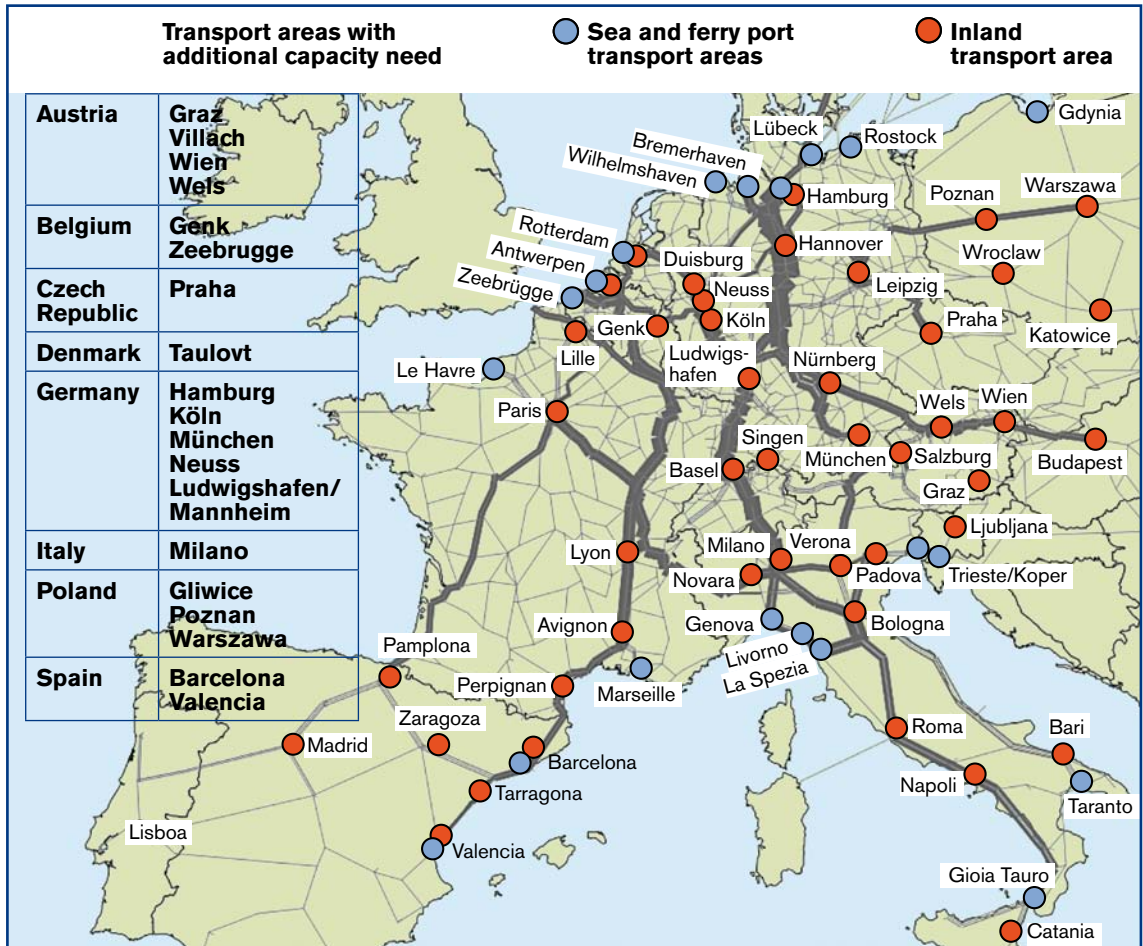 Transport areas with
additional capacity need
Sea and ferry port
transport areas
Inland
transport area
Austria
Graz
Villach
Wien
Wels
Belgium
Genk
Zeebrugge
Czech
Republic
Praha
Denmark
Taulovt
Germany
Hamburg
Köln
München
Neuss
Ludwigshafen/
Mannheim
Italy
Milano
Poland
Gliwice
Poznan
Warszawa
Spain
Barcelona
Valencia
Gdynia
Lübeck
Rostock
Bremerhaven
Wilhelmshaven
Hamburg
Poznan
Warszawa
Rotterdam
Hannover
Antwerpen
Duisburg
Wroclaw
Zeebrügge
Neuss
Leipzig
Genk
Köln
Praha
Katowice
Lille
Ludwigs-
hafen
Nürnberg
Le Havre
Paris
Wels
Wien
Singen
Basel
München
Salzburg
Budapest
Graz
Ljubljana
Lyon
Milano
Verona
Novara
Padova
Trieste/Koper
Avignon
Genova
Bologna
Pamplona
Livorno
La Spezia
Perpignan
Marseille
Zaragoza
Madrid
Roma
Bari
Barcelona
Tarragona
Napoli
Taranto
Lisboa
Valencia
Gioia Tauro
Catania